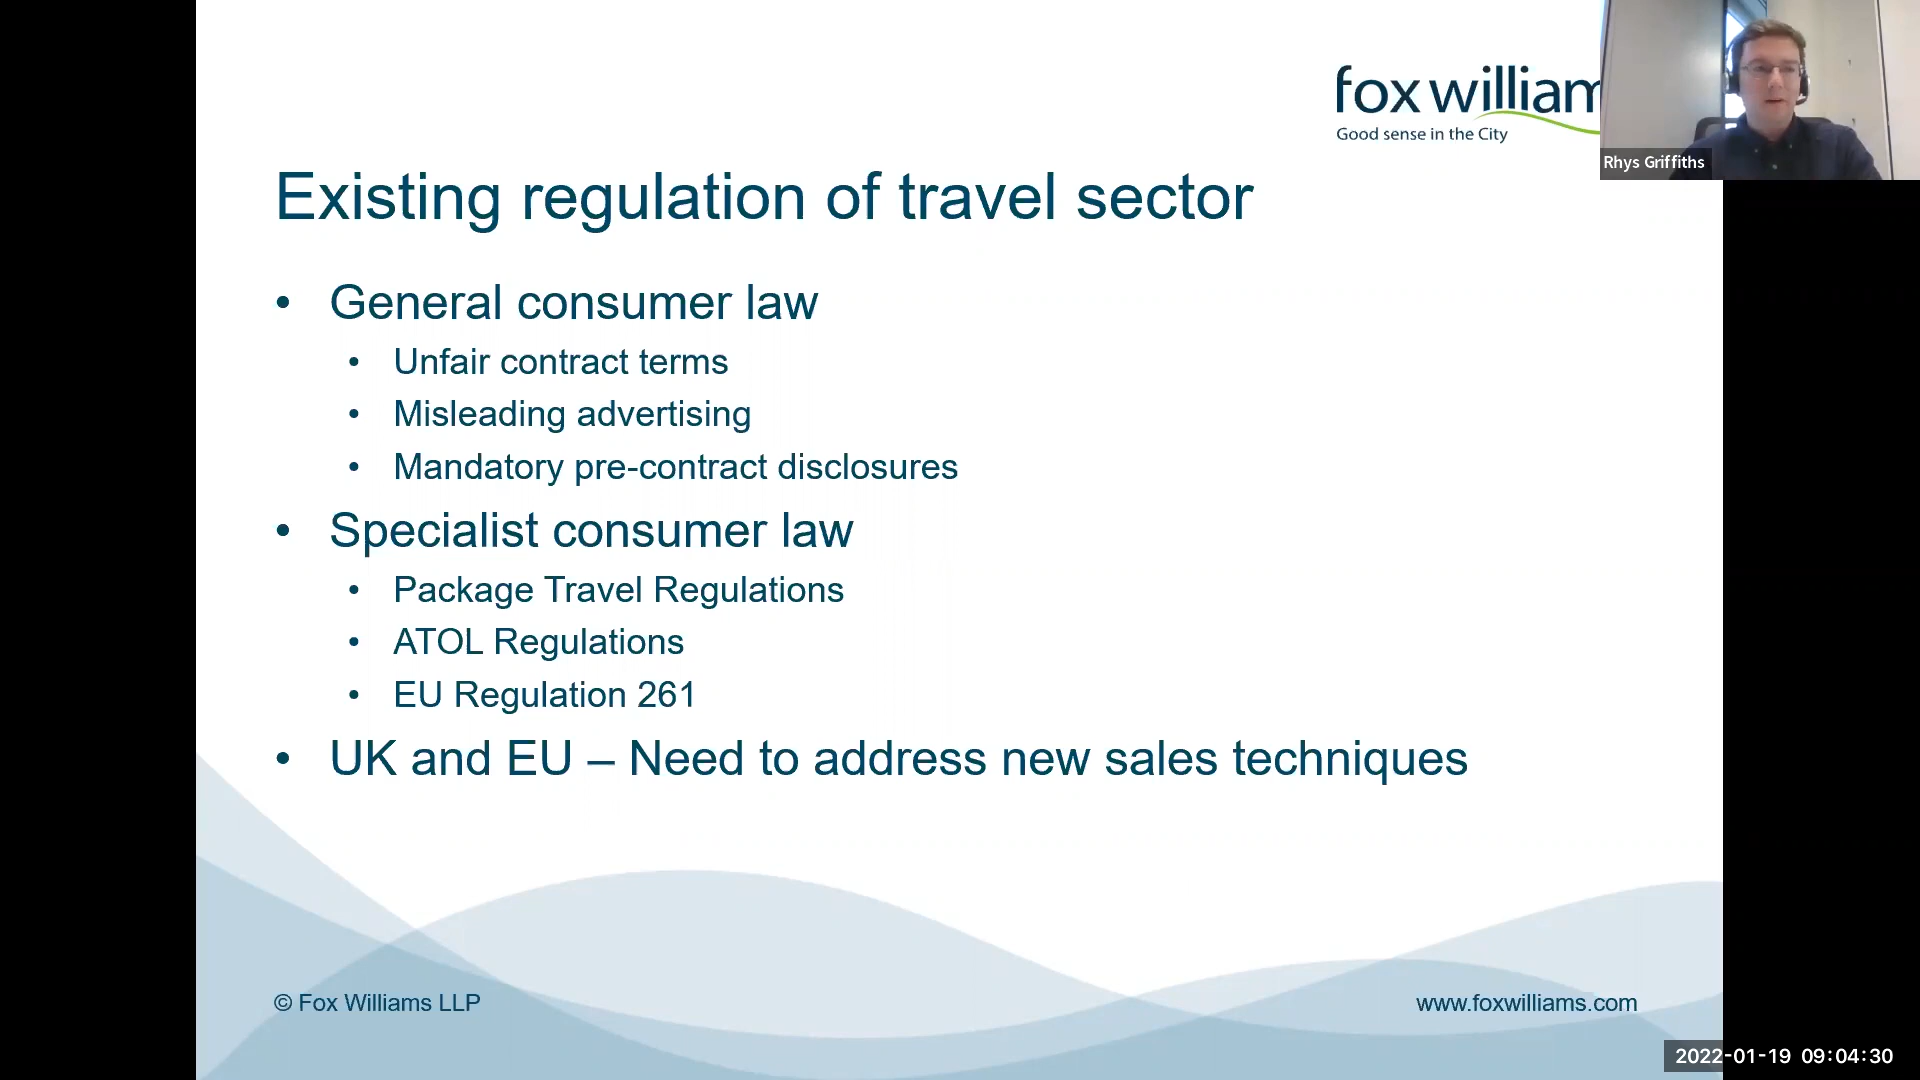 fox william
Good sense in the City
Rhys Griffiths
Existing regulation of travel sector
• General consumer law
• Unfair contract terms
• Misleading advertising
• Mandatory pre-contract disclosures
• Specialist consumer law
• Package Travel Regulations
• ATOL Regulations
• EU Regulation 261
• UK and EU – Need to address new sales techniques
© Fox Williams LLP
www.foxwilliams.com
2022-01-19 09:04:30